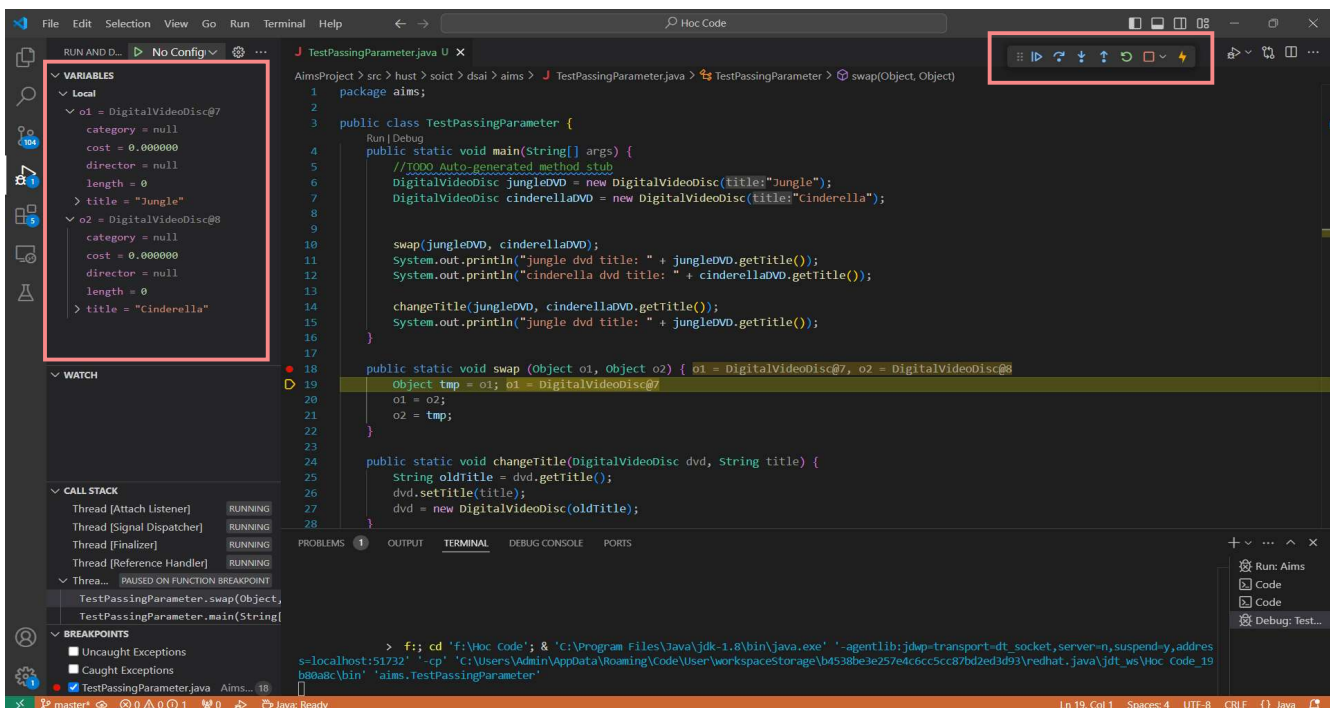 File Edit Selection View Go Run Terminal Help
Hoc Code
RUN AND D... No Config
TestPassingParameter.java U
AimsProject > src > hust > soict > dsai > aims > J TestPassingParameter.java > TestPassingParameter > swap(Object, Object)
VARIABLES
Local
o1 = DigitalVideoDisc@7
category = null
cost = 0.000000
director = null
length = 0
title = "Jungle"
o2 = DigitalVideoDisc@8
category = null
cost = 0.000000
director = null
length = 0
title = "Cinderella"
WATCH
CALL STACK
Thread [Attach Listener] RUNNING
Thread [Signal Dispatcher] RUNNING
Thread [Finalizer] RUNNING
Thread [Reference Handler] RUNNING
Threa... PAUSED ON FUNCTION BREAKPOINT
TestPassingParameter.swap(Object,
TestPassingParameter.main(String[
BREAKPOINTS
Uncaught Exceptions
Caught Exceptions
TestPassingParameter.java Aims... 18
104
1
5
1
1 package aims;
2
3 public class TestPassingParameter {
Run | Debug
4 public static void main(String[] args) {
5 //TODO Auto-generated method stub
6 DigitalVideoDisc jungleDVD = new DigitalVideoDisc(title:"Jungle");
7 DigitalVideoDisc cinderellaDVD = new DigitalVideoDisc(title:"Cinderella");
8
9
10 swap(jungleDVD, cinderellaDVD);
11 System.out.println("jungle dvd title: " + jungleDVD.getTitle());
12 System.out.println("cinderella dvd title: " + cinderellaDVD.getTitle());
13
14 changeTitle(jungleDVD, cinderellaDVD.getTitle());
15 System.out.println("jungle dvd title: " + jungleDVD.getTitle());
16 }
17
18 public static void swap (Object o1, Object o2) { o1 = DigitalVideoDisc@7, o2 = DigitalVideoDisc@8
19 Object tmp = o1; o1 = DigitalVideoDisc@7
20 o1 = o2;
21 o2 = tmp;
22 }
23
24 public static void changeTitle(DigitalVideoDisc dvd, String title) {
25 String oldTitle = dvd.getTitle();
26 dvd.setTitle(title);
27 dvd = new DigitalVideoDisc(oldTitle);
28 }
PROBLEMS 1 OUTPUT TERMINAL DEBUG CONSOLE PORTS
> f:; cd 'f:\Hoc Code'; & 'C:\Program Files\Java\jdk-1.8\bin\java.exe' '-agentlib:jdwp=transport=dt_socket,server=n,suspend=y,addres
s=localhost:51732' '-cp' 'C:\Users\Admin\AppData\Roaming\Code\User\workspaceStorage\b4538be3e257e4c6cc5cc87bd2ed3d93\redhat.java\jdt_ws\Hoc Code_19
b80a8c\bin' 'aims.TestPassingParameter'
Run: Aims
Code
Code
Debug: Test...
master* 0 0 1 0 Java: Ready
Ln 19, Col 1 Spaces: 4 UTF-8 CRLF {} Java